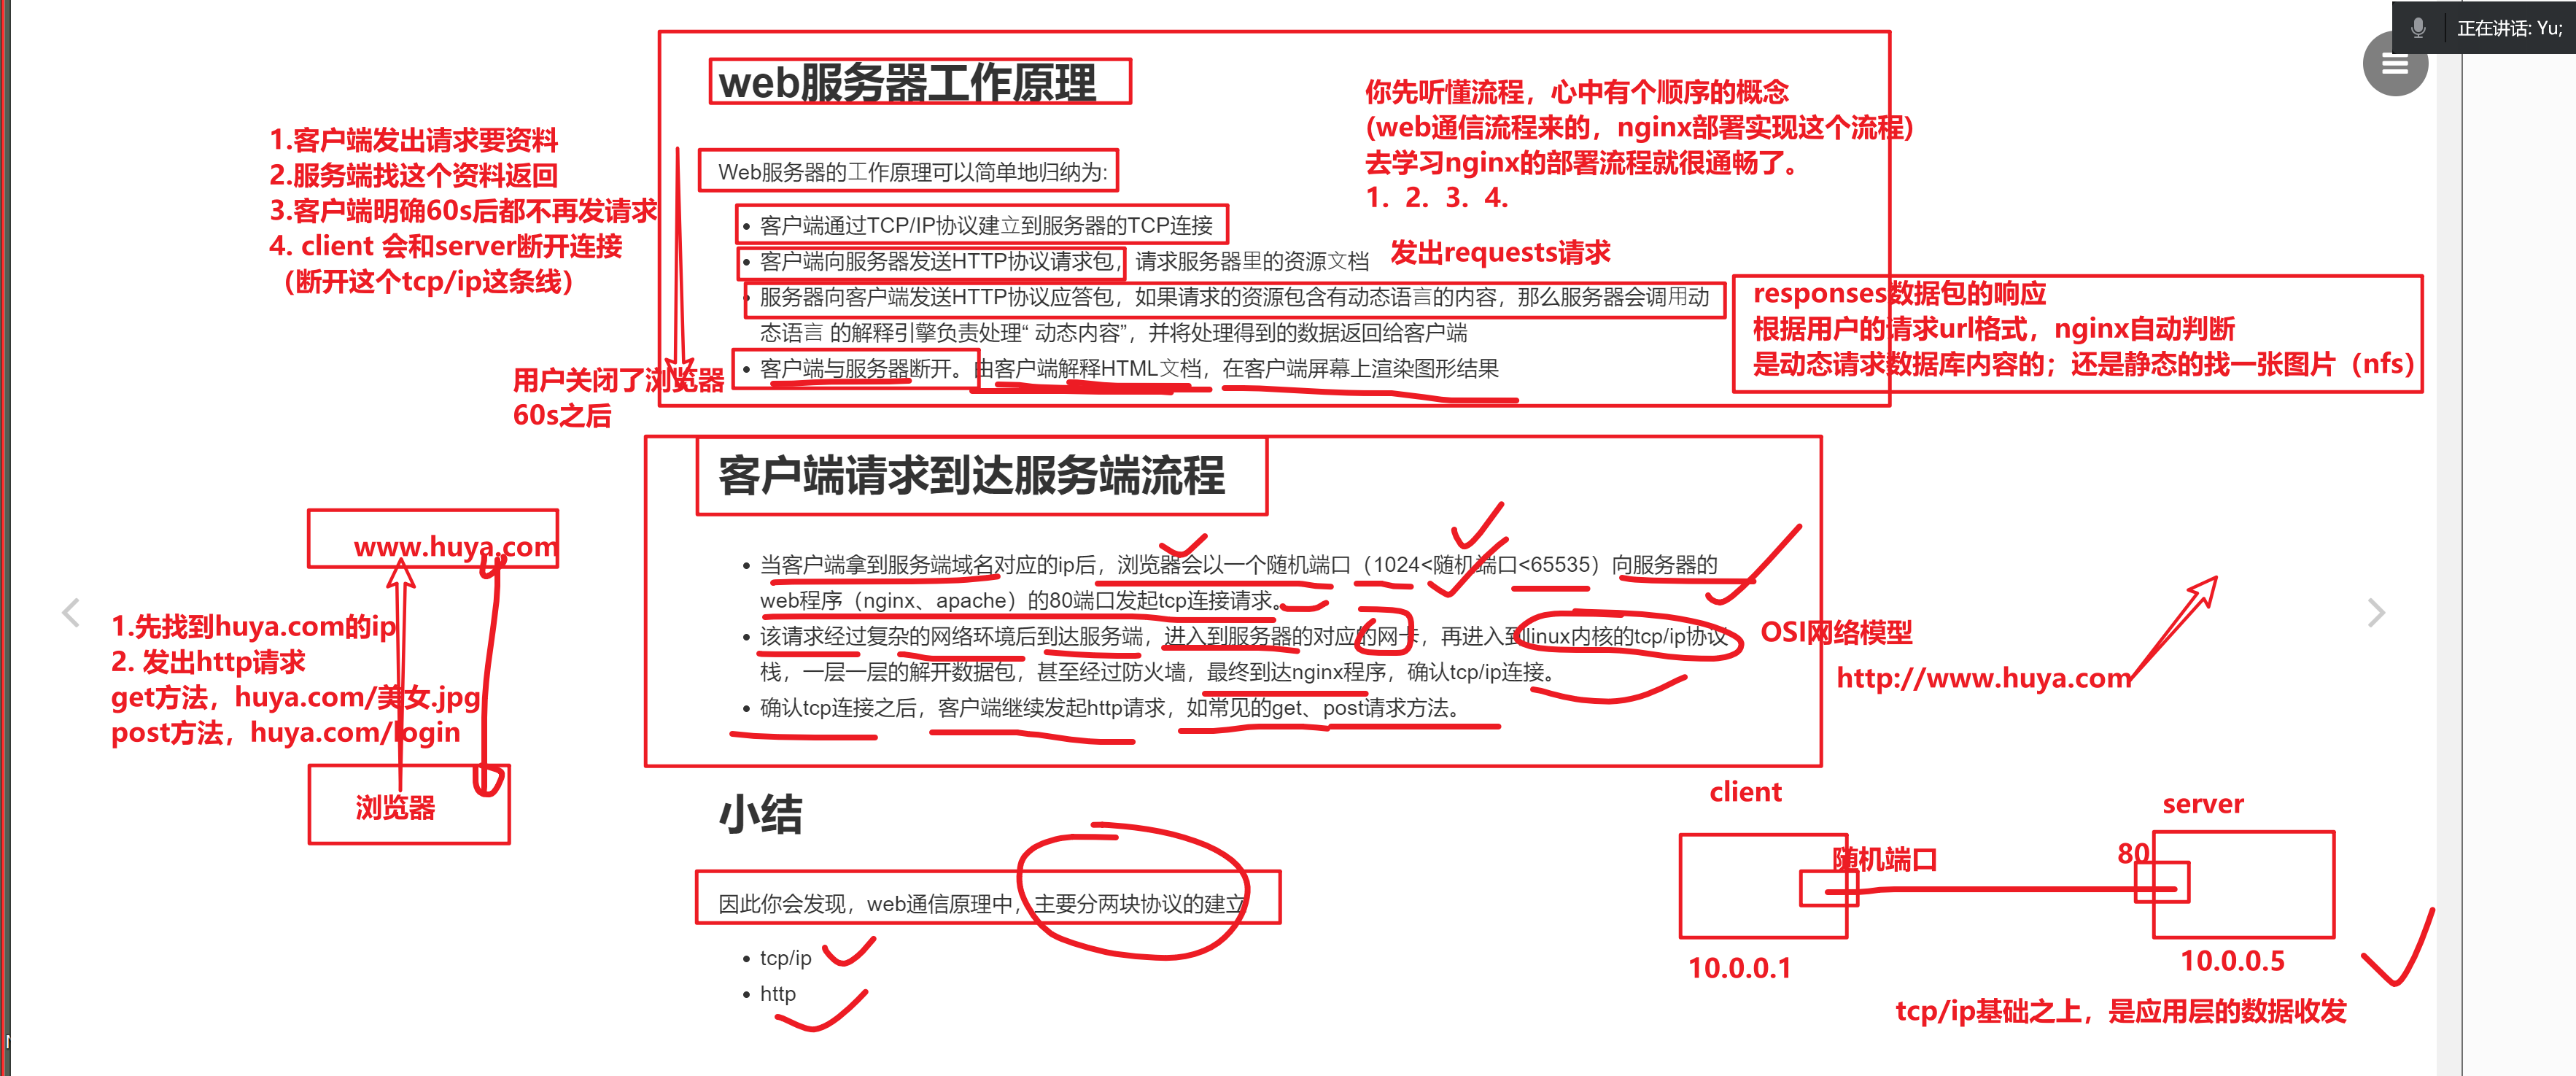 正在讲话: Yu;
web服务器工作原理
你先听懂流程，心中有个顺序的概念
(web通信流程来的，nginx部署实现这个流程)
去学习nginx的部署流程就很通畅了。
1. 2. 3. 4.
1.客户端发出请求要资料
2.服务端找这个资料返回
3.客户端明确60s后都不再发请求
4. client 会和server断开连接
（断开这个tcp/ip这条线）
Web服务器的工作原理可以简单地归纳为:
客户端通过TCP/IP协议建立到服务器的TCP连接
客户端向服务器发送HTTP协议请求包，请求服务器里的资源文档
发出requests请求
服务器向客户端发送HTTP协议应答包，如果请求的资源包含有动态语言的内容，那么服务器会调用动
态语言 的解释引擎负责处理“ 动态内容”，并将处理得到的数据返回给客户端
客户端与服务器断开。由客户端解释HTML文档，在客户端屏幕上渲染图形结果
responses数据包的响应
根据用户的请求url格式，nginx自动判断
是动态请求数据库内容的；还是静态的找一张图片（nfs）
用户关闭了浏览器
60s之后
客户端请求到达服务端流程
当客户端拿到服务端域名对应的ip后，浏览器会以一个随机端口（1024<随机端口<65535）向服务器的
web程序（nginx、apache）的80端口发起tcp连接请求。
该请求经过复杂的网络环境后到达服务端，进入到服务器的对应的网卡，再进入到linux内核的tcp/ip协议
栈，一层一层的解开数据包，甚至经过防火墙，最终到达nginx程序，确认tcp/ip连接。
确认tcp连接之后，客户端继续发起http请求，如常见的get、post请求方法。
OSI网络模型
http://www.huya.com
www.huya.com
1.先找到huya.com的ip
2. 发出http请求
get方法，huya.com/美女.jpg
post方法，huya.com/login
浏览器
小结
因此你会发现，web通信原理中，主要分两块协议的建立
tcp/ip
http
client
server
随机端口
80
10.0.0.1
10.0.0.5
tcp/ip基础之上，是应用层的数据收发